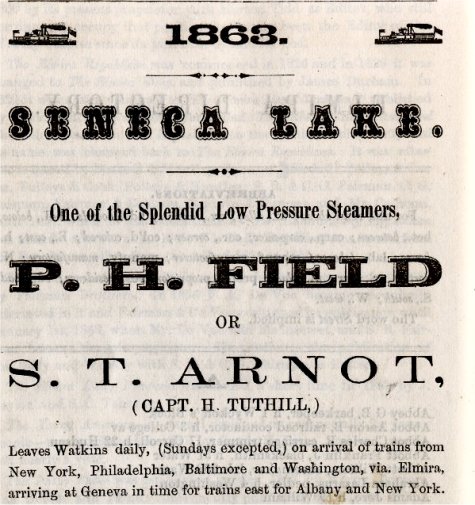 1863.
SENECA LAKE.
One of the Splendid Low Pressure Steamers,
P. H. FIELD
OR
S. T. ARNOT,
(CAPT. H. TUTHILL,)
Leaves Watkins daily, (Sundays excepted,) on arrival of trains from
New York, Philadelphia, Baltimore and Washington, via. Elmira,
arriving at Geneva in time for trains east for Albany and New York.